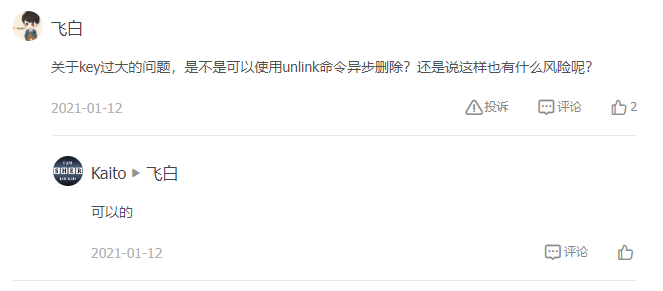 飞白
关于key过大的问题，是不是可以使用unlink命令异步删除？还是说这样也有什么风险呢？
2021-01-12 投诉 评论 2
I AM
SHER
LOCKED
Kaito ▶ 飞白
可以的
2021-01-12 评论